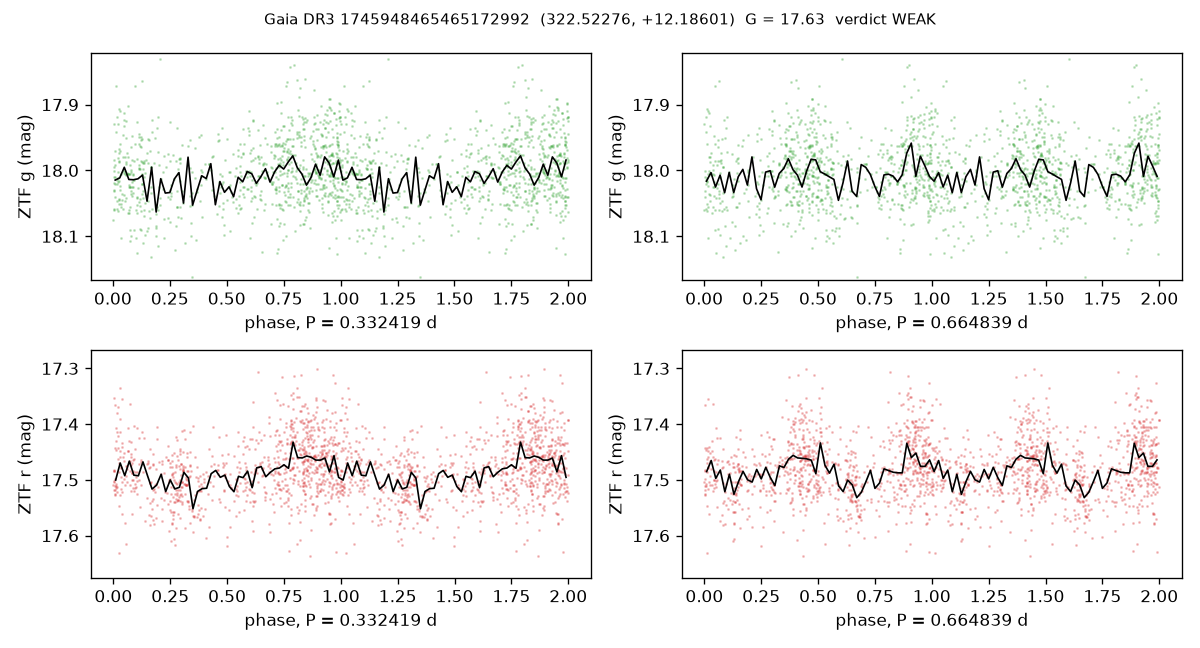 Gaia DR3 1745948465465172992 (322.52276, +12.18601) G = 17.63 verdict WEAK
ZTF g (mag)
17.9
18.0
18.1
0.00 0.25 0.50 0.75 1.00 1.25 1.50 1.75 2.00
phase, P = 0.332419 d
ZTF g (mag)
17.9
18.0
18.1
0.00 0.25 0.50 0.75 1.00 1.25 1.50 1.75 2.00
phase, P = 0.664839 d
ZTF r (mag)
17.3
17.4
17.5
17.6
0.00 0.25 0.50 0.75 1.00 1.25 1.50 1.75 2.00
phase, P = 0.332419 d
ZTF r (mag)
17.3
17.4
17.5
17.6
0.00 0.25 0.50 0.75 1.00 1.25 1.50 1.75 2.00
phase, P = 0.664839 d